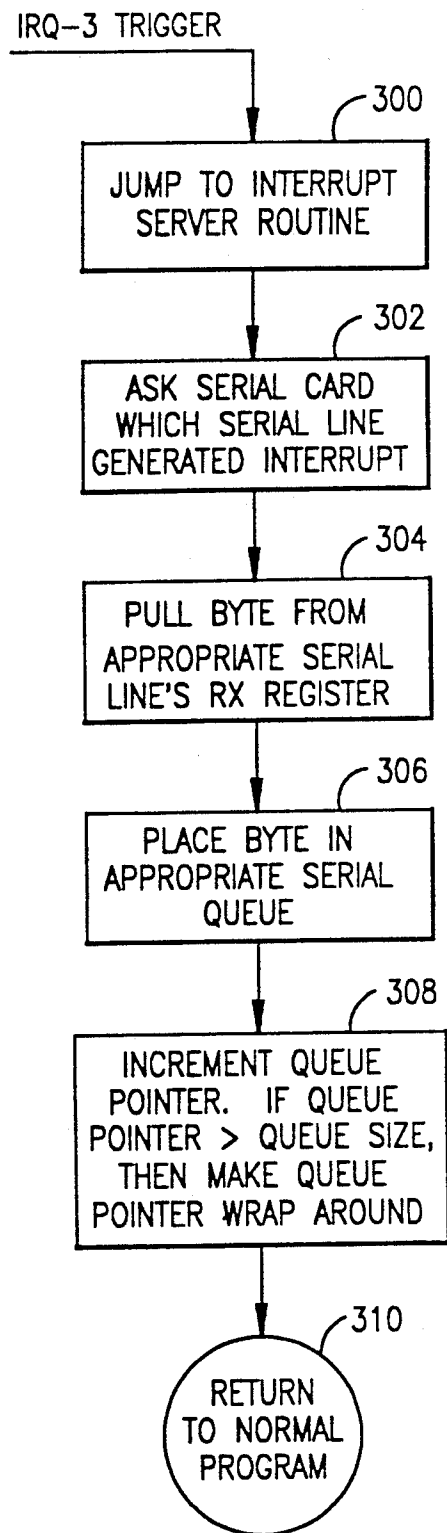 IRQ-3 TRIGGER
300
JUMP TO INTERRUPT
SERVER ROUTINE
302
ASK SERIAL CARD
WHICH SERIAL LINE
GENERATED INTERRUPT
304
PULL BYTE FROM
APPROPRIATE SERIAL
LINE'S RX REGISTER
306
PLACE BYTE IN
APPROPRIATE SERIAL
QUEUE
308
INCREMENT QUEUE
POINTER. IF QUEUE
POINTER > QUEUE SIZE,
THEN MAKE QUEUE
POINTER WRAP AROUND
310
RETURN
TO NORMAL
PROGRAM